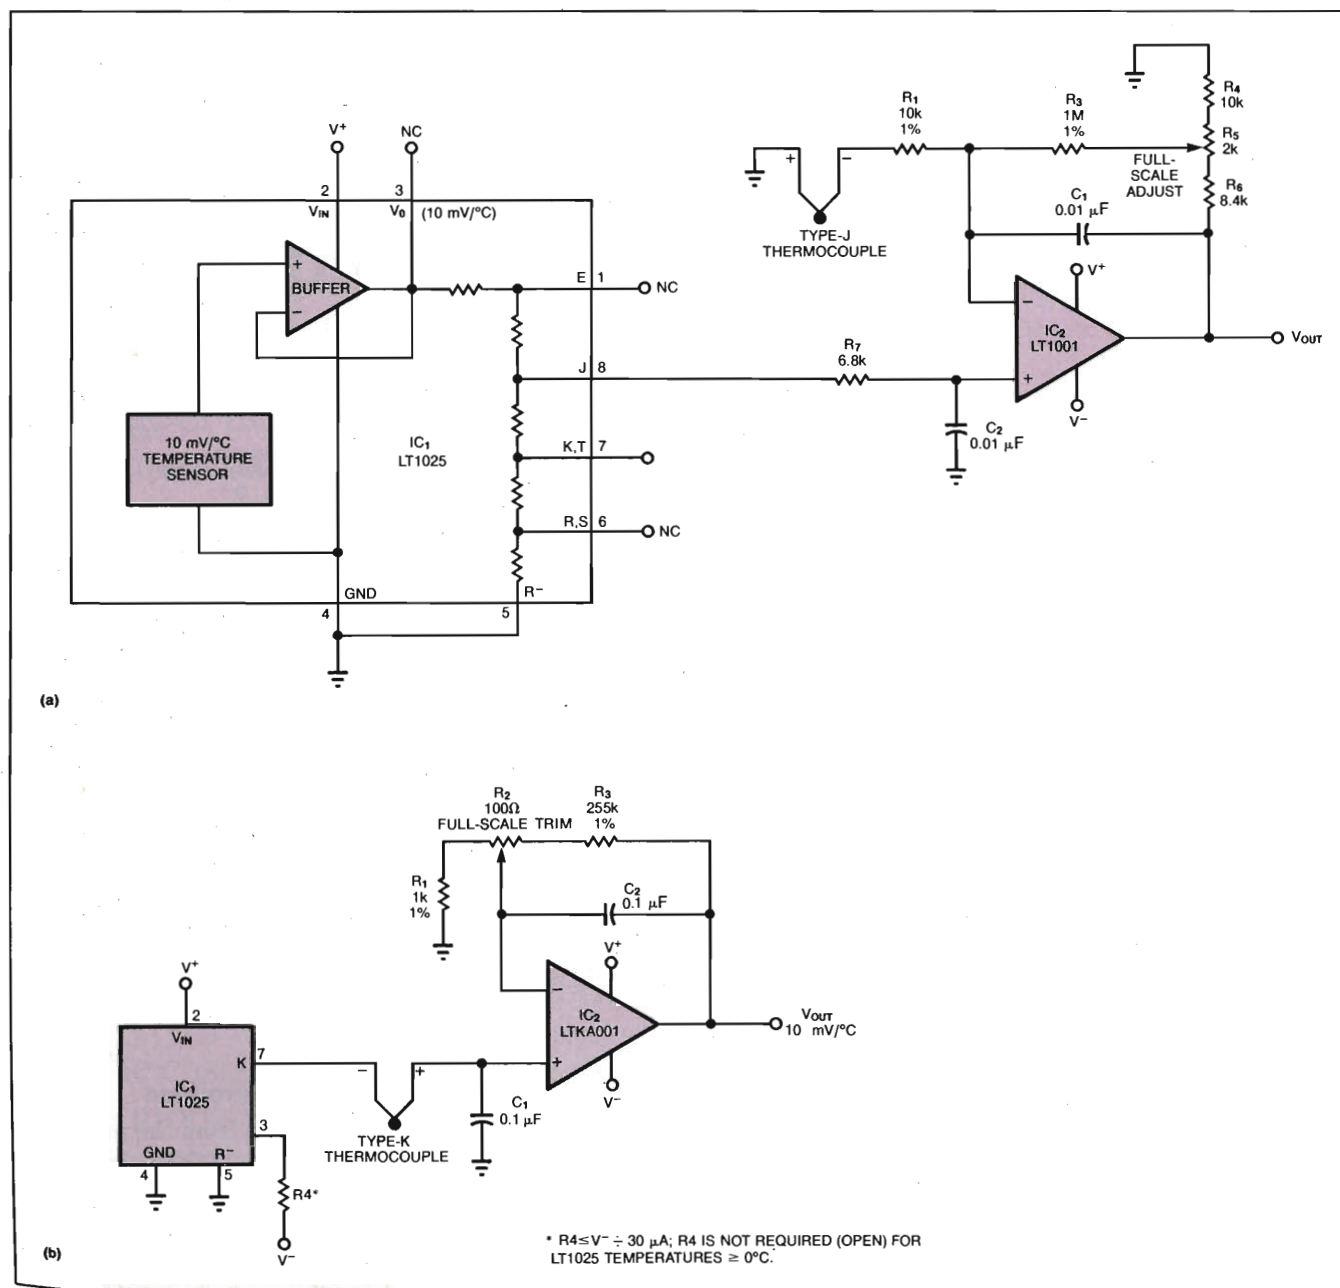 R4
10k
R1
10k
1%
R3
1M
1%
R5
2k
FULL-
SCALE
ADJUST
R6
8.4k
C1
0.01 µF
+
−
TYPE-J
THERMOCOUPLE
V+
NC
2
3
VIN
V0
(10 mV/°C)
+
BUFFER
−
E
1
NC
J
8
R7
6.8k
V+
−
IC2
LT1001
+
V−
VOUT
C2
0.01 µF
10 mV/°C
TEMPERATURE
SENSOR
IC1
LT1025
K,T
7
R,S
6
NC
GND
R−
4
5
(a)
R2
100Ω
FULL-SCALE TRIM
R3
255k
1%
R1
1k
1%
C2
0.1 µF
V+
−
IC2
LTKA001
+
V−
VOUT
10 mV/°C
V+
2
VIN
K
7
IC1
LT1025
3
GND
R−
4
5
R4*
V−
−
+
TYPE-K
THERMOCOUPLE
C1
0.1 µF
(b)
* R4≤V− ÷ 30 µA; R4 IS NOT REQUIRED (OPEN) FOR
LT1025 TEMPERATURES ≥ 0°C.